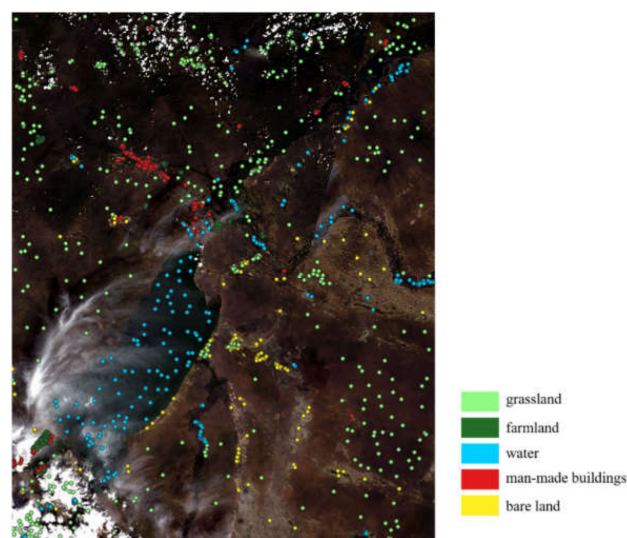 grassland
farmland
water
man-made buildings
bare land